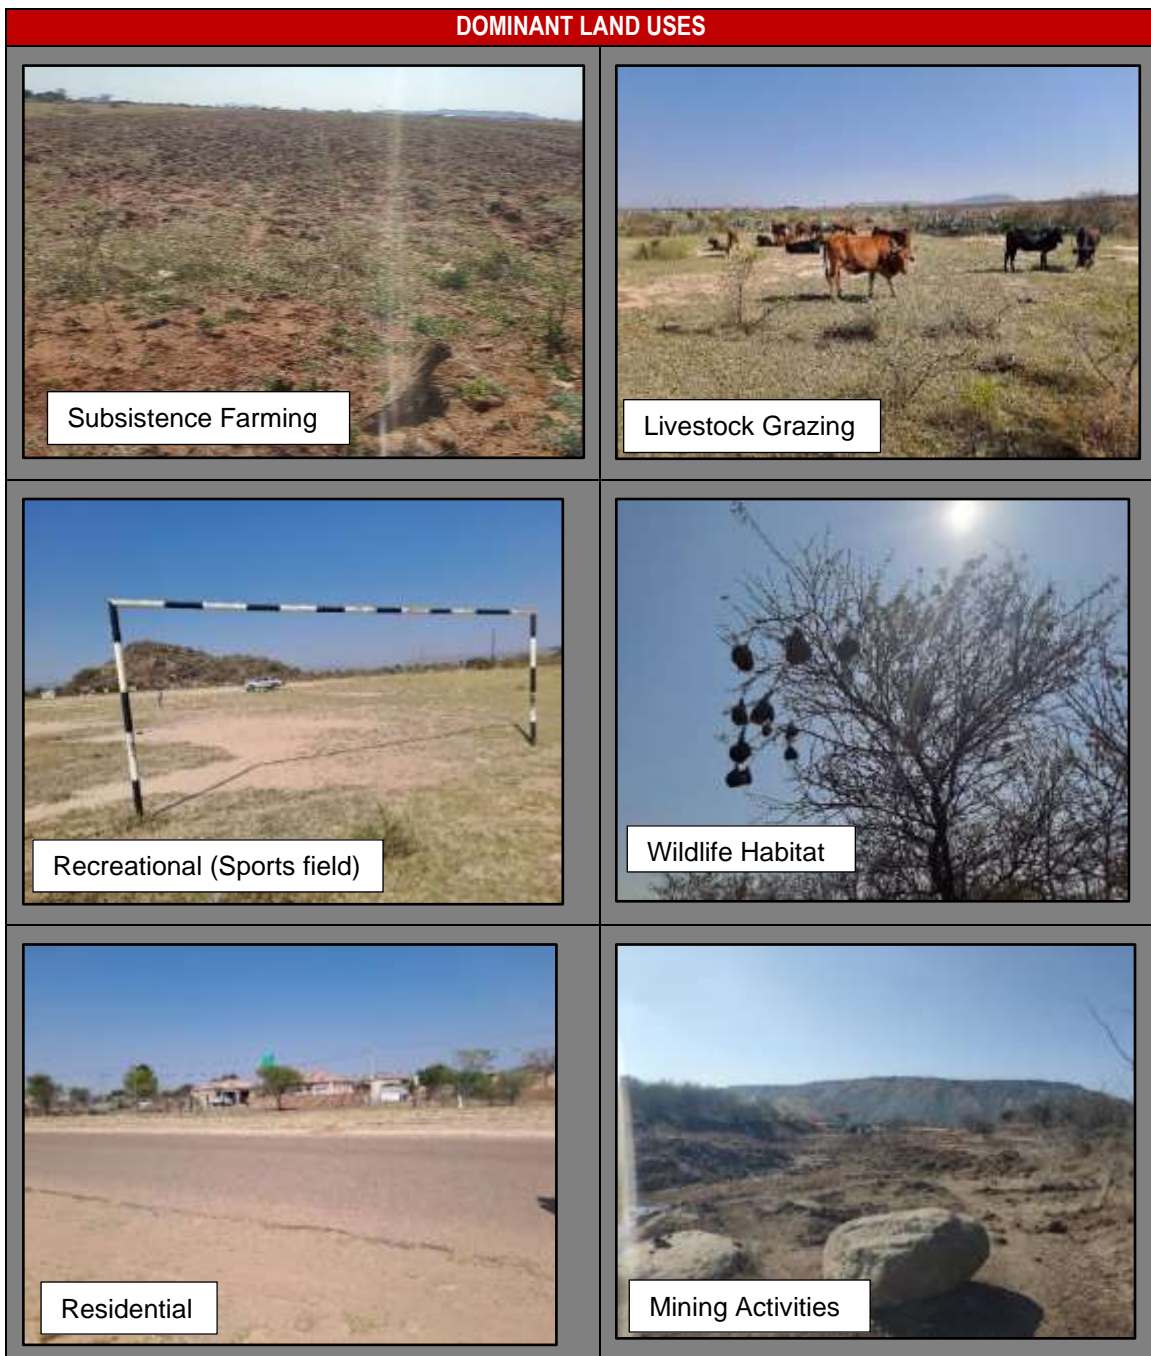 DOMINANT LAND USES
Subsistence Farming
Livestock Grazing
Recreational (Sports field)
Wildlife Habitat
Residential
Mining Activities